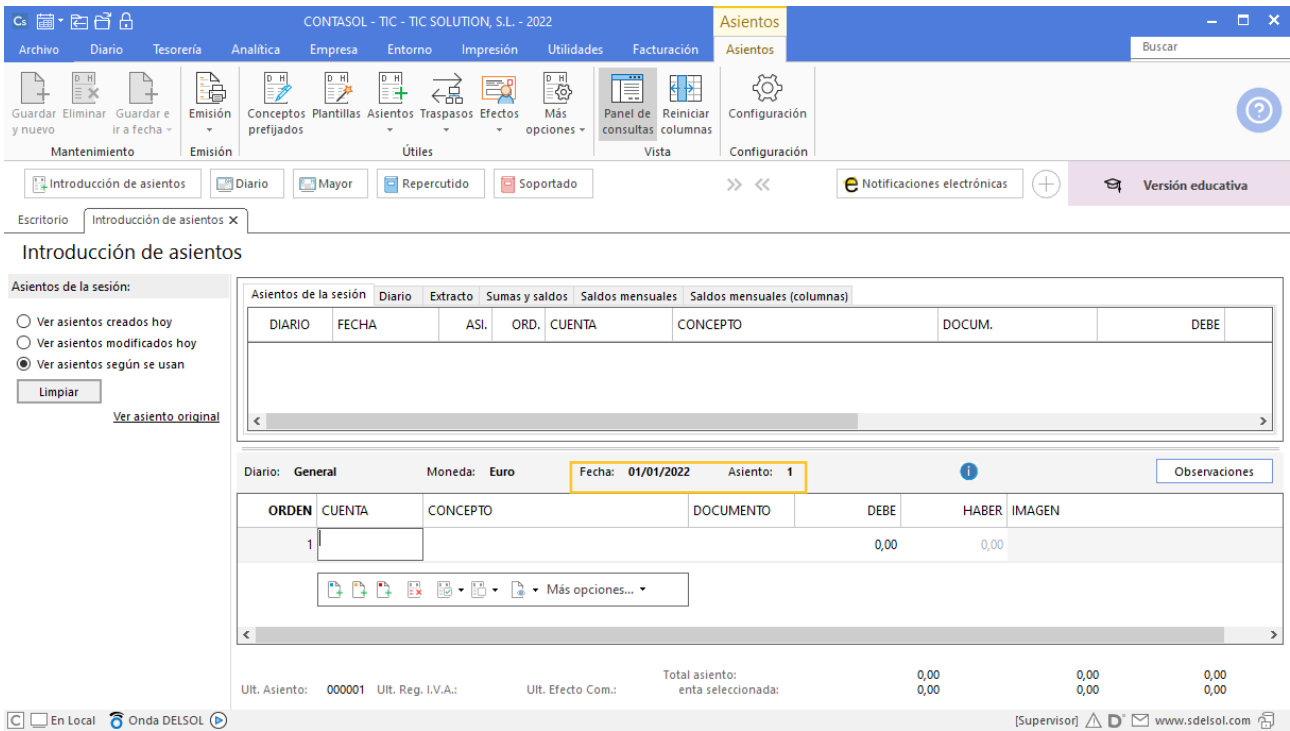 Cs CONTASOL - TIC - TIC SOLUTION, S.L. - 2022 Asientos
Archivo Diario Tesorería Analítica Empresa Entorno Impresión Utilidades Facturación Asientos Buscar
Guardar y nuevo Eliminar Guardar e ir a fecha Emisión Conceptos prefijados Plantillas Asientos Traspasos Efectos Más opciones Panel de consultas Reiniciar columnas Configuración
Mantenimiento Emisión Útiles Vista Configuración
Introducción de asientos Diario Mayor Repercutido Soportado Notificaciones electrónicas Versión educativa
Escritorio Introducción de asientos
Introducción de asientos
Asientos de la sesión:
Ver asientos creados hoy
Ver asientos modificados hoy
Ver asientos según se usan
Limpiar
Ver asiento original
Asientos de la sesión Diario Extracto Sumas y saldos Saldos mensuales Saldos mensuales (columnas)
DIARIO FECHA ASI. ORD. CUENTA CONCEPTO DOCUM. DEBE
Diario: General Moneda: Euro Fecha: 01/01/2022 Asiento: 1 Observaciones
ORDEN CUENTA CONCEPTO DOCUMENTO DEBE HABER IMAGEN
1 0,00 0,00
Más opciones...
Total asiento: 0,00 0,00 0,00
Ult. Asiento: 000001 Ult. Reg. I.V.A.: Ult. Efecto Com.: enta seleccionada: 0,00 0,00 0,00
C En Local Onda DELSOL [Supervisor] D www.sdelsol.com